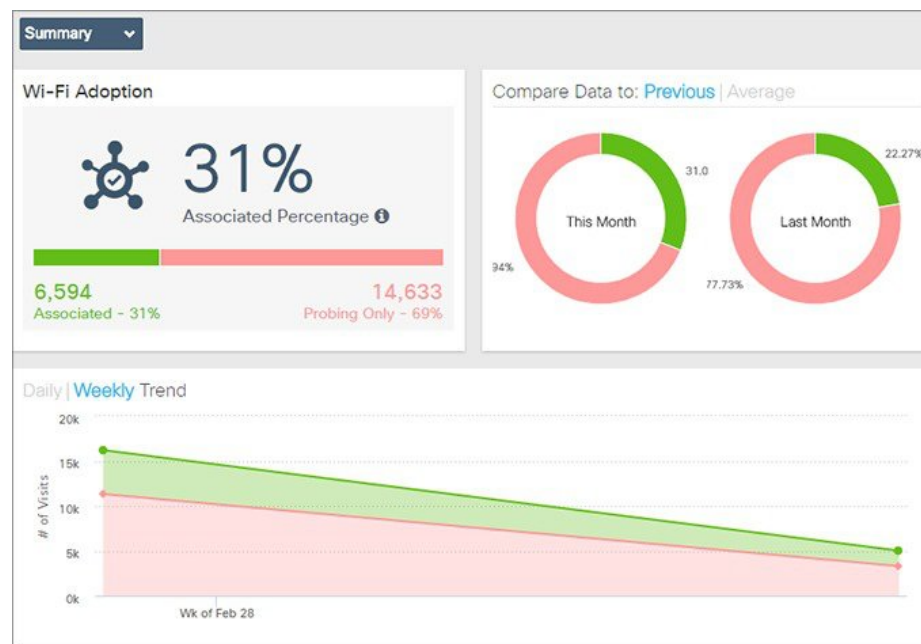 Summary
Wi-Fi Adoption
31%
Associated Percentage
6,594
Associated - 31%
14,633
Probing Only - 69%
Compare Data to: Previous | Average
This Month
31.0
94%
Last Month
22.27%
77.73%
Daily | Weekly Trend
# of Visits
20k
15k
10k
5k
0k
Wk of Feb 28